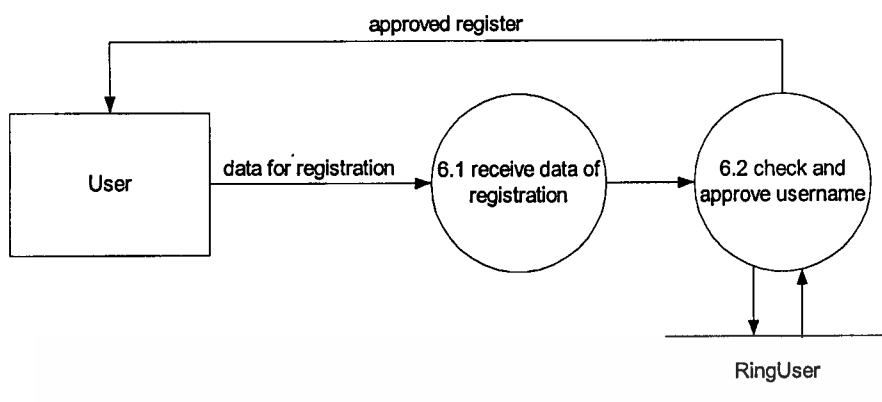 approved register
User
data for registration
6.1 receive data of
registration
6.2 check and
approve username
RingUser